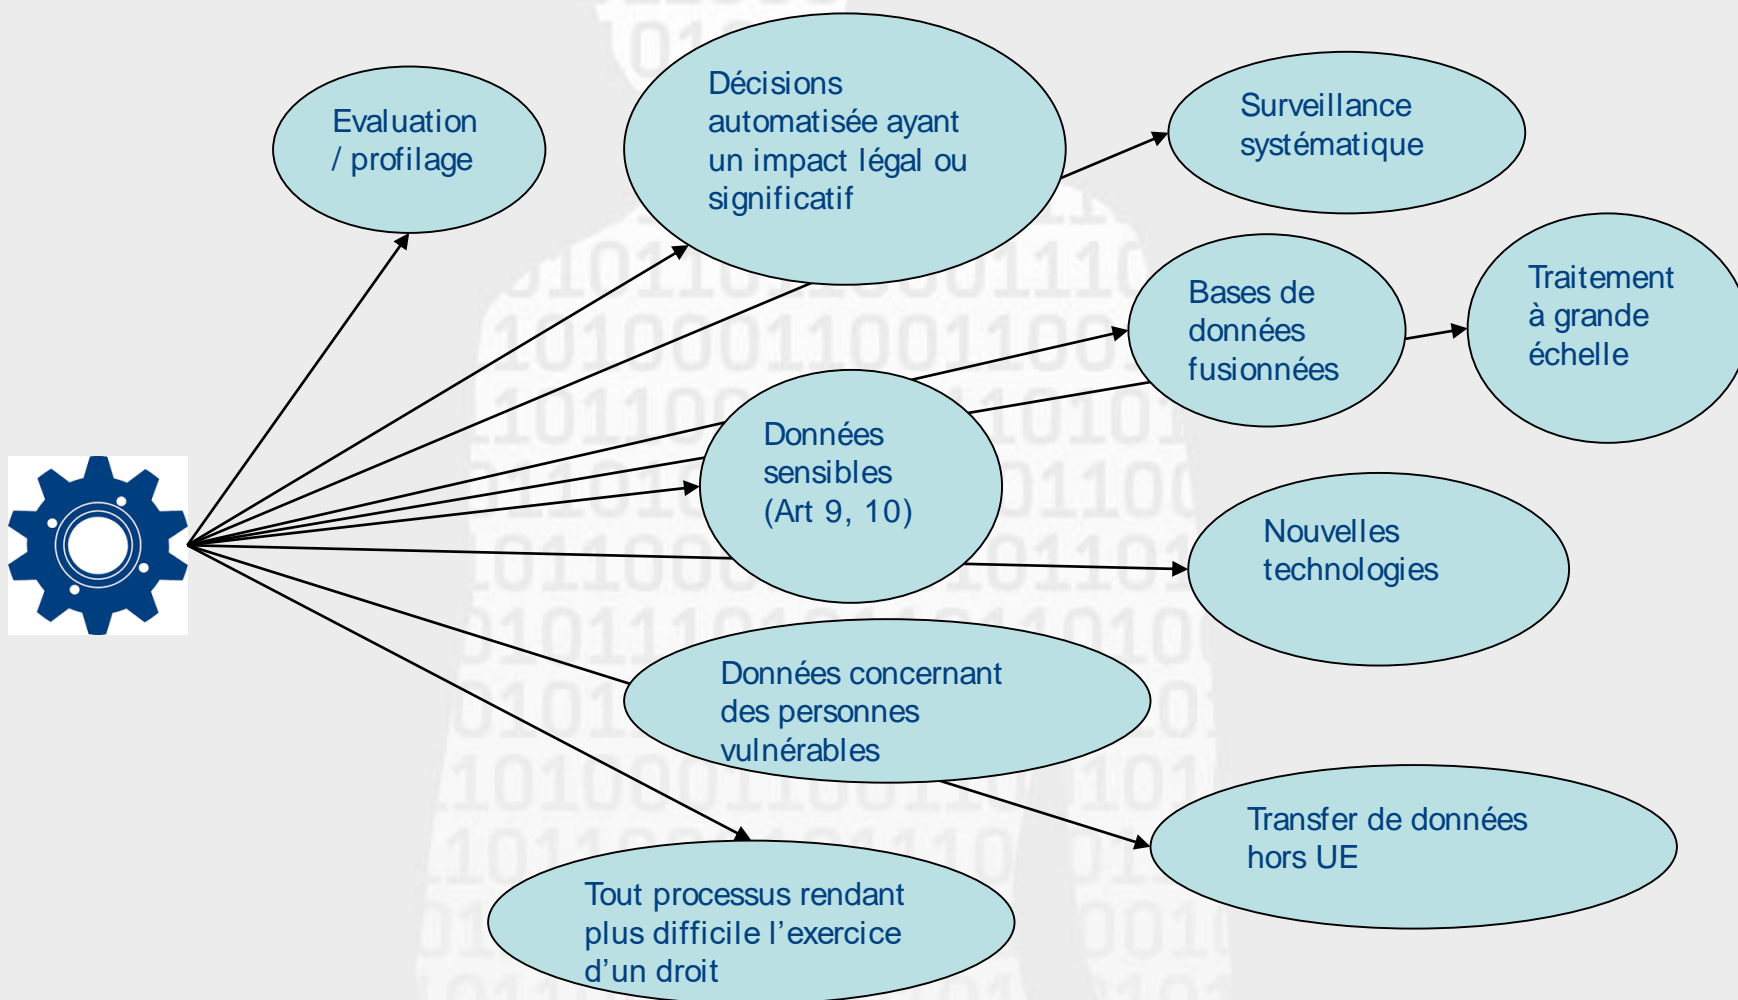 Evaluation
/ profilage
Décisions
automatisée ayant
un impact légal ou
significatif
Surveillance
systématique
Bases de
données
fusionnées
Traitement
à grande
échelle
Données
sensibles
(Art 9, 10)
Nouvelles
technologies
Données concernant
des personnes
vulnérables
Transfer de données
hors UE
Tout processus rendant
plus difficile l’exercice
d’un droit